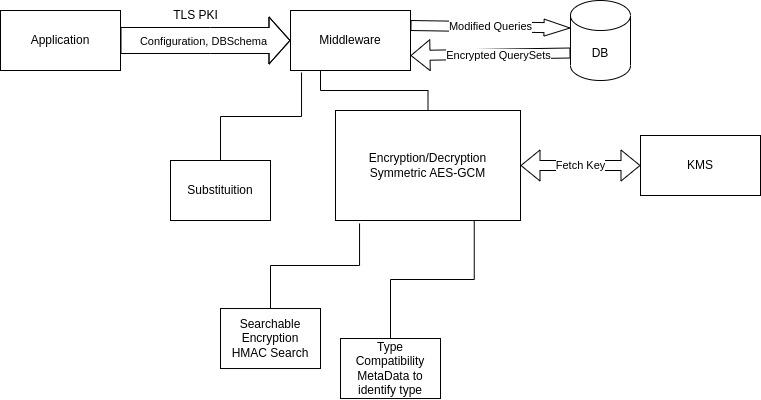 TLS PKI
Application
Configuration, DBSchema
Middleware
Modified Queries
Encrypted QuerySets
DB
Substituition
Encryption/Decryption
Symmetric AES-GCM
Fetch Key
KMS
Searchable
Encryption
HMAC Search
Type
Compatibility
MetaData to
identify type